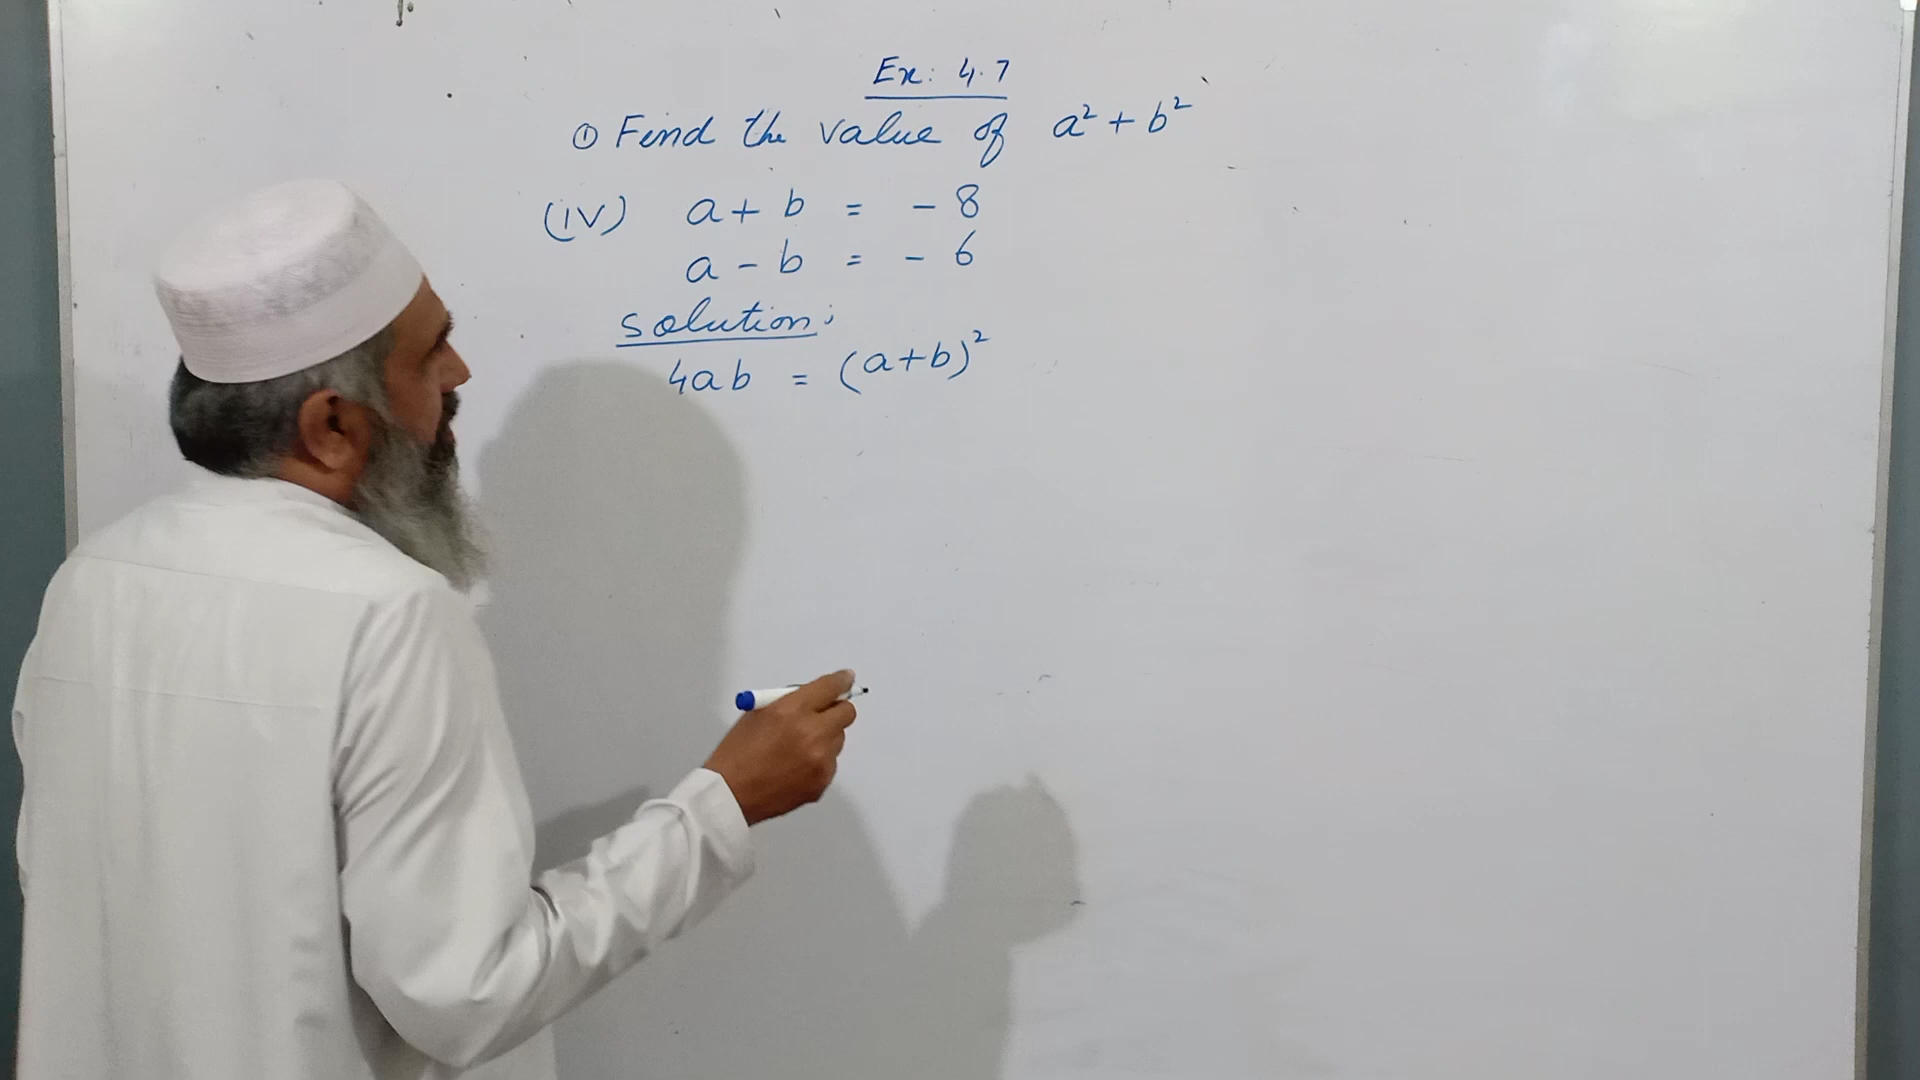 Ex: 4.7
① Find the value of a² + b²
(iv) a + b = - 8
a - b = - 6
Solution:
4ab = (a+b)²